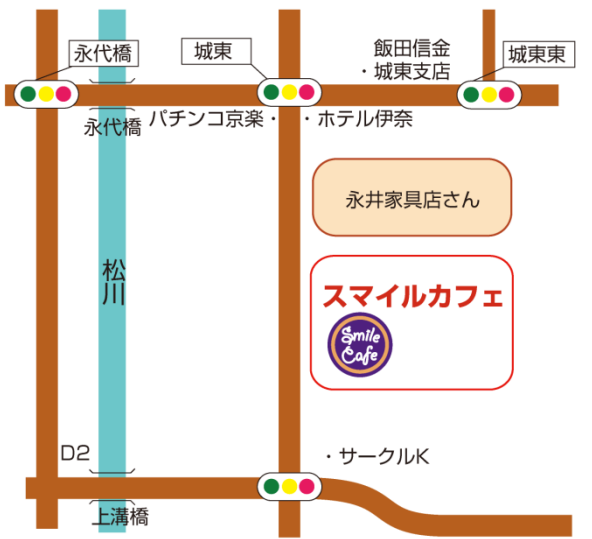 永代橋
城東
飯田信金
・城東支店
城東東
永代橋
パチンコ京楽・
・ホテル伊奈
永井家具店さん
松川
スマイルカフェ
Smile
Cafe
D2
・サークルK
上溝橋